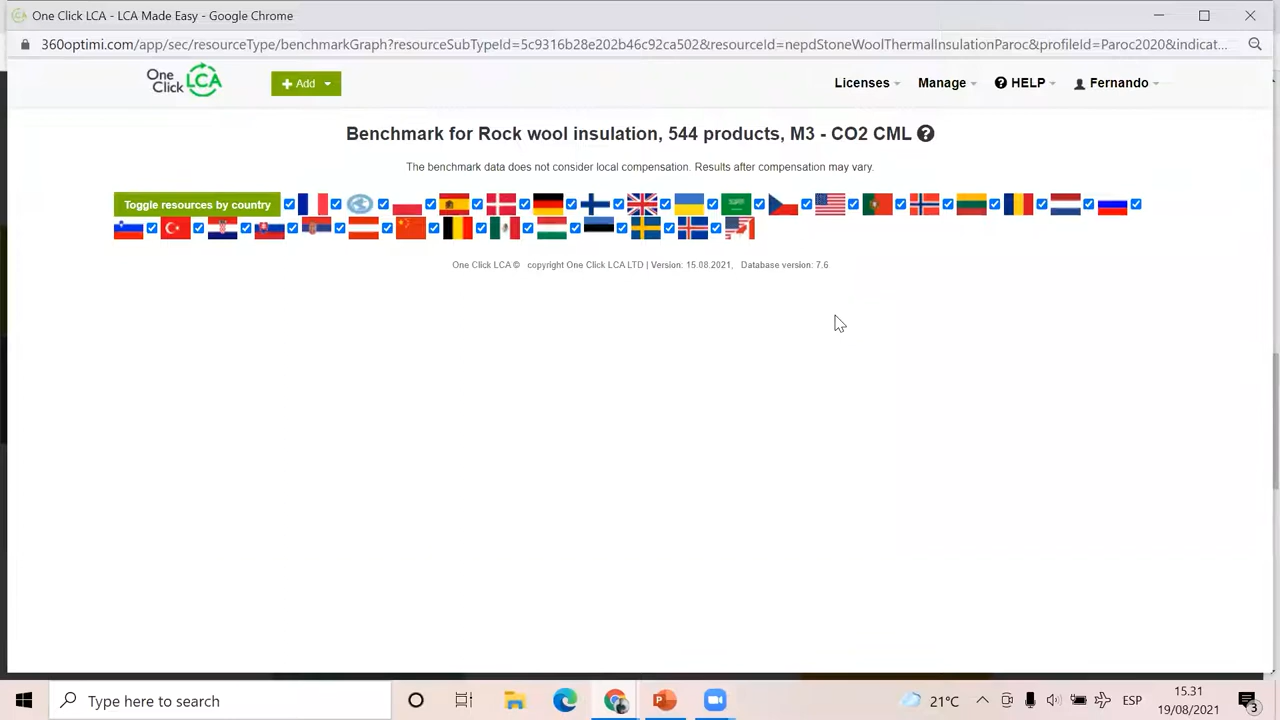 One Click LCA - LCA Made Easy - Google Chrome
360optimi.com/app/sec/resourceType/benchmarkGraph?resourceSubTypeId=5c9316b28e202b46c92ca502&resourceId=nepdStoneWoolThermalInsulationParoc&profileId=Paroc2020&indicat...
One Click LCA
Add
Licenses
Manage
HELP
Fernando
Benchmark for Rock wool insulation, 544 products, M3 - CO2 CML
The benchmark data does not consider local compensation. Results after compensation may vary.
Toggle resources by country
One Click LCA © copyright One Click LCA LTD | Version: 15.08.2021, Database version: 7.6
Type here to search
21°C
ESP
15.31
19/08/2021
3